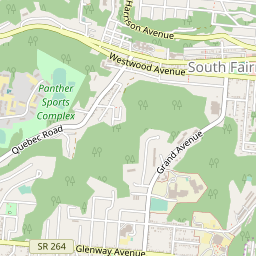 Harrison Avenue
Westwood Avenue
South Fair
Panther
Sports
Complex
Quebec Road
Grand Avenue
SR 264
Glenway Avenue